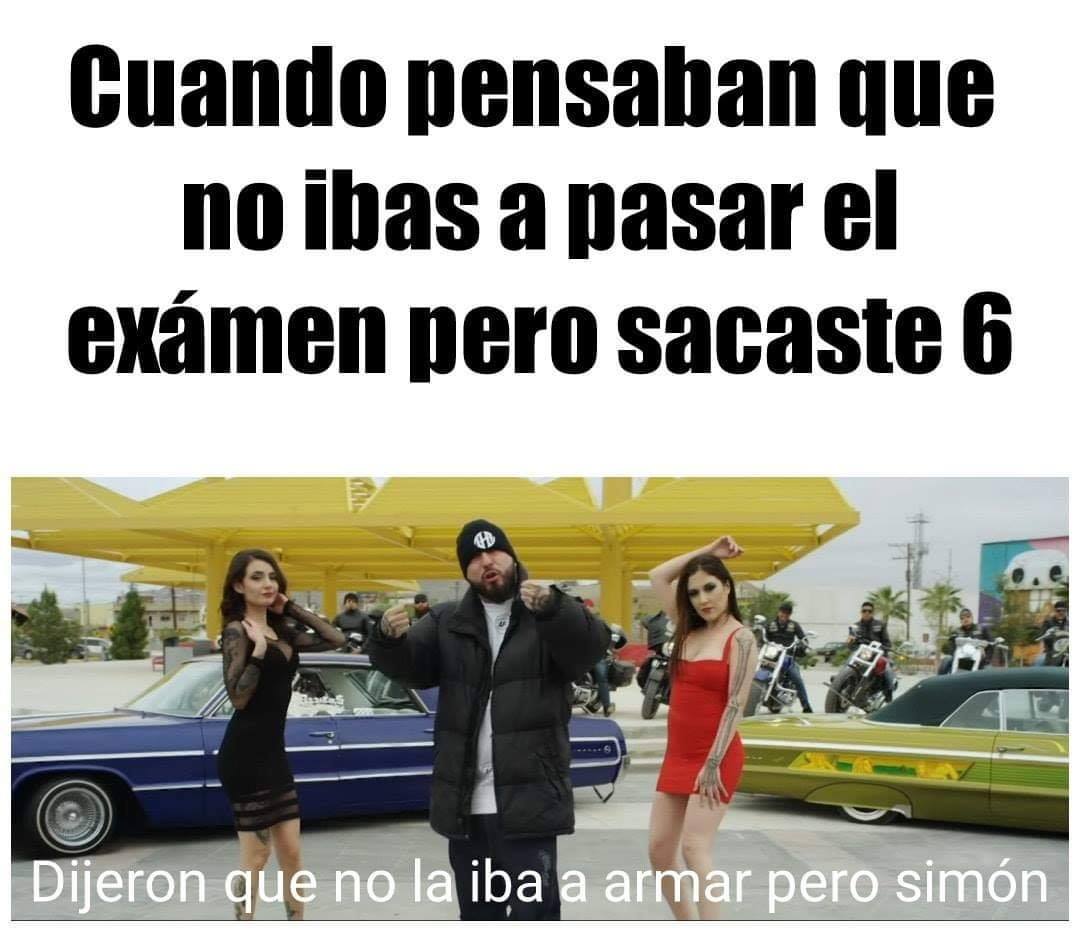 Cuando pensaban que
no ibas a pasar el
exámen pero sacaste 6
Dijeron que no la iba a armar pero simón